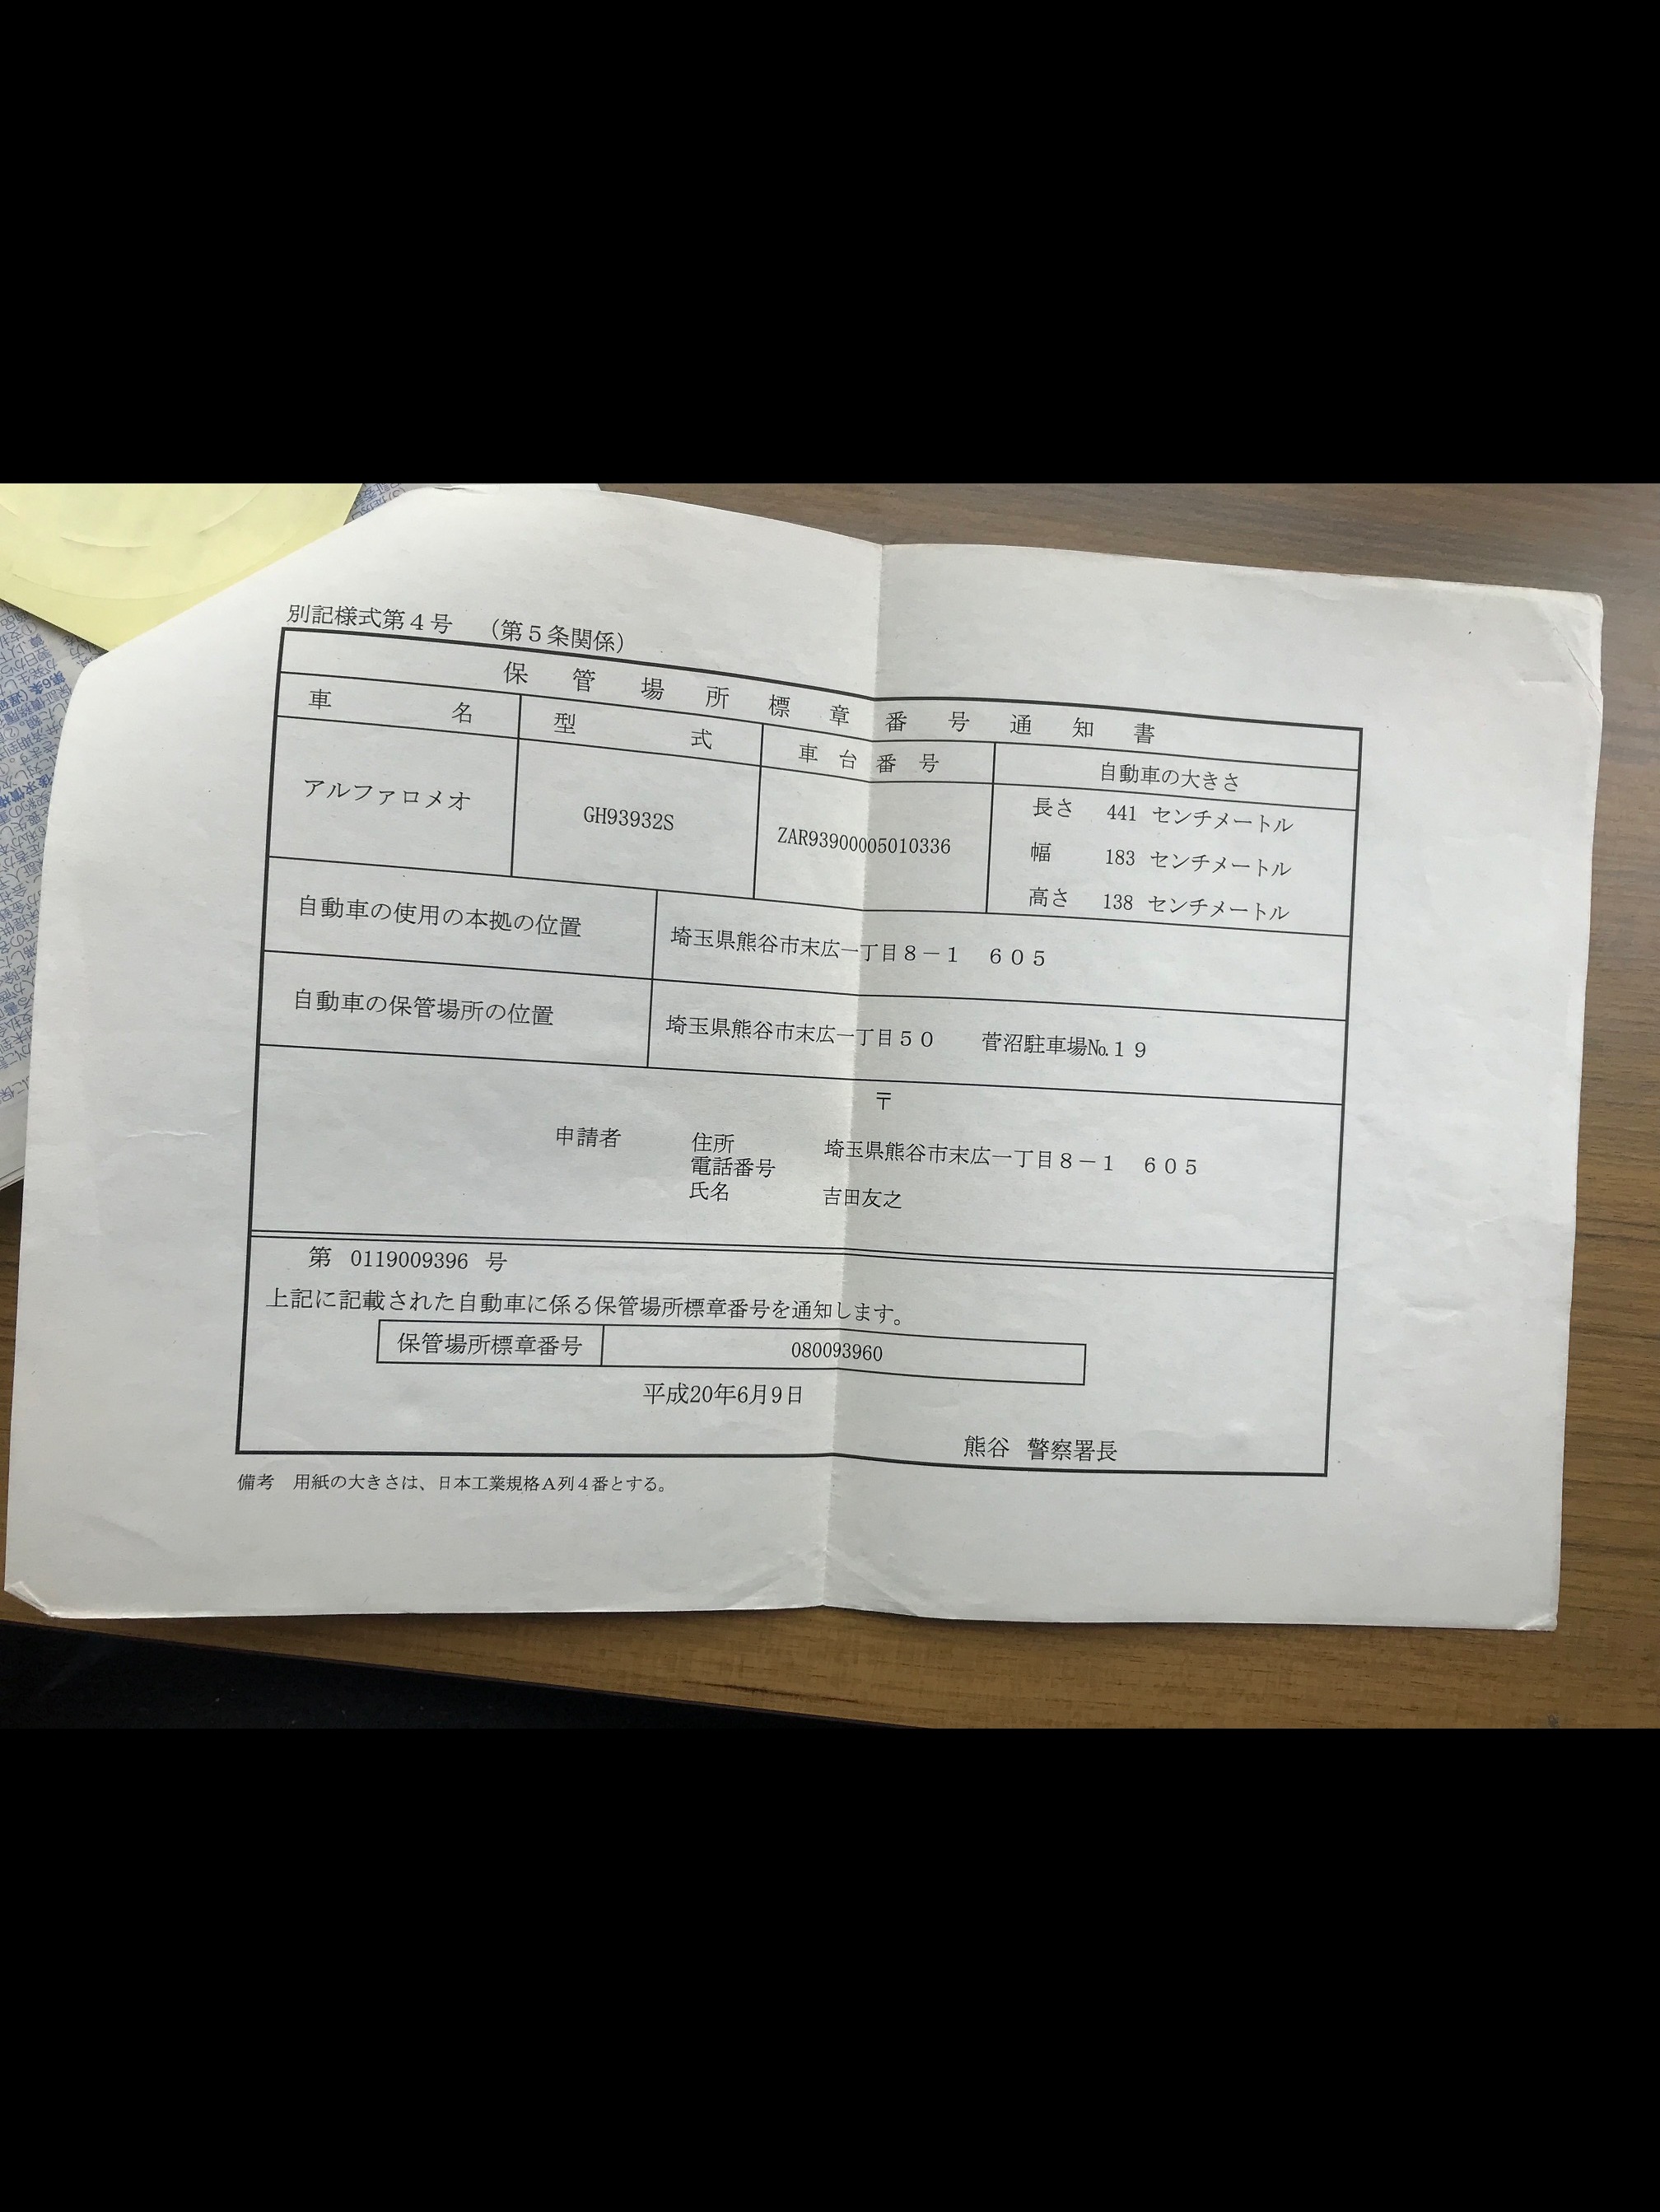 別記様式第４号　（第５条関係）
保管場所標章番号通知書
車名　型式　車台番号　自動車の大きさ
アルファロメオ　GH93932S　ZAR93900005010336
長さ　441 センチメートル
幅　183 センチメートル
高さ　138 センチメートル
自動車の使用の本拠の位置　埼玉県熊谷市末広一丁目８－１　６０５
自動車の保管場所の位置　埼玉県熊谷市末広一丁目５０　菅沼駐車場№１９
〒
申請者　住所　埼玉県熊谷市末広一丁目８－１　６０５
電話番号
氏名　吉田友之
第 0119009396 号
上記に記載された自動車に係る保管場所標章番号を通知します。
保管場所標章番号　080093960
平成20年6月9日
熊谷 警察署長
備考　用紙の大きさは、日本工業規格Ａ列４番とする。